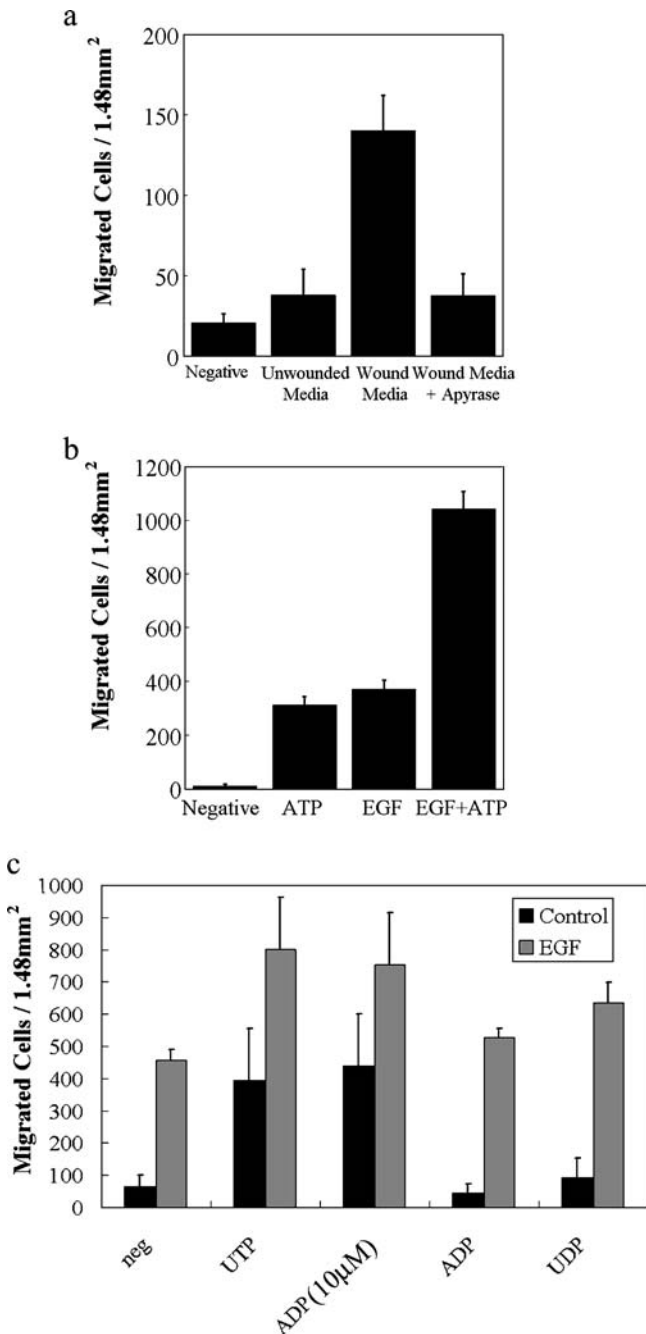 a
Migrated Cells / 1.48mm²
200
150
100
50
0
Negative
Unwounded
Media
Wound
Media
Wound Media
+ Apyrase
b
Migrated Cells / 1.48mm²
1200
1000
800
600
400
200
0
Negative
ATP
EGF
EGF+ATP
c
Migrated Cells / 1.48mm²
1000
900
800
700
600
500
400
300
200
100
0
Control
EGF
neg
UTP
ADP(10µM)
ADP
UDP